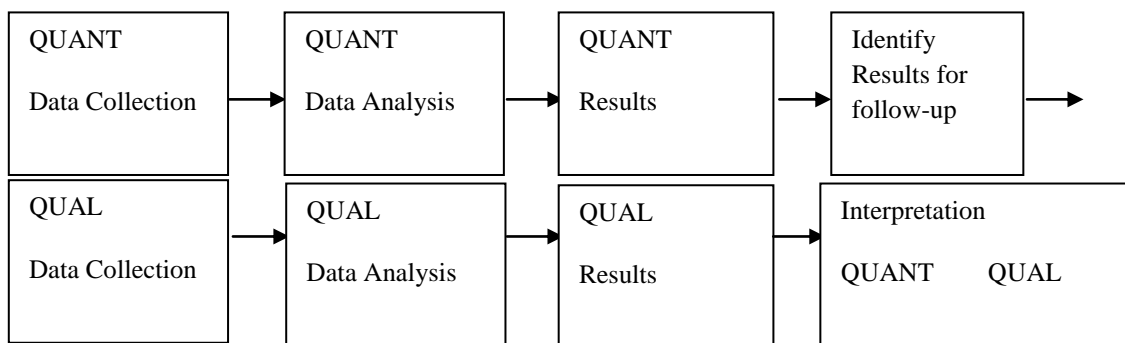 QUANT
Data Collection
QUANT
Data Analysis
QUANT
Results
Identify
Results for
follow-up
QUAL
Data Collection
QUAL
Data Analysis
QUAL
Results
Interpretation
QUANT QUAL